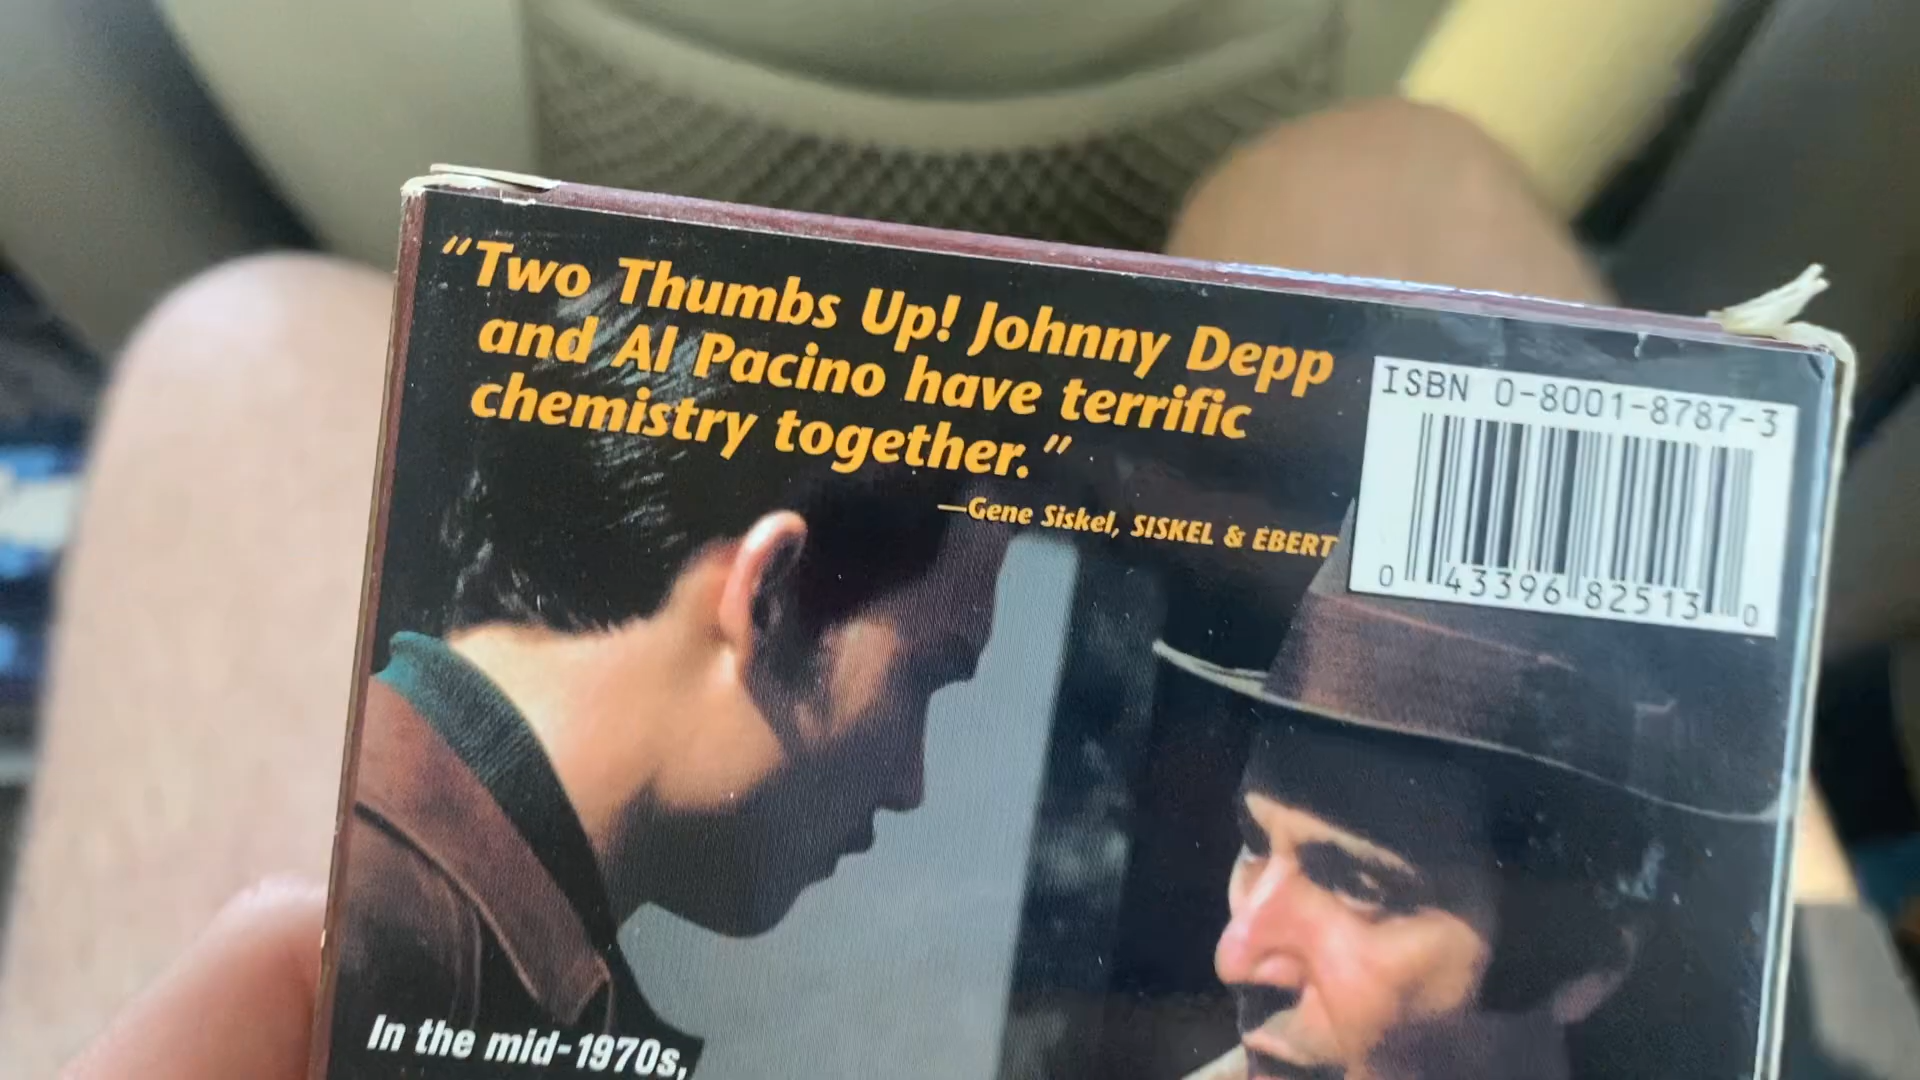 “Two Thumbs Up! Johnny Depp
and Al Pacino have terrific
chemistry together.”
—Gene Siskel, SISKEL & EBERT
ISBN 0-8001-8787-3
0 43396 82513 0
In the mid-1970s,